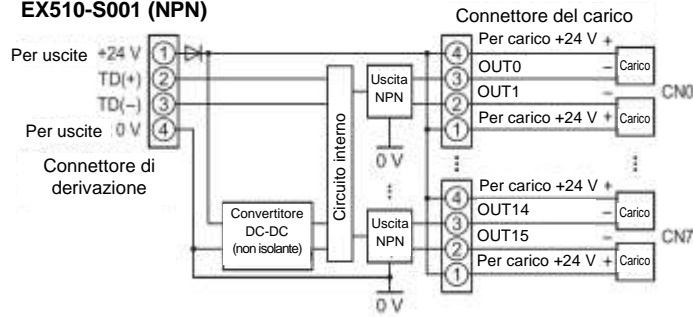 EX510-S001 (NPN)
Connettore del carico
Per uscite +24 V 1
TD(+) 2
TD(−) 3
Per uscite 0 V 4
Connettore di
derivazione
Convertitore
DC-DC
(non isolante)
Circuito interno
Uscita
NPN
0 V
Uscita
NPN
0 V
4 Per carico +24 V +
3 OUT0 −
Carico
2 OUT1 −
1 Per carico +24 V +
Carico
CN0
4 Per carico +24 V +
3 OUT14 −
Carico
2 OUT15 −
1 Per carico +24 V +
Carico
CN7